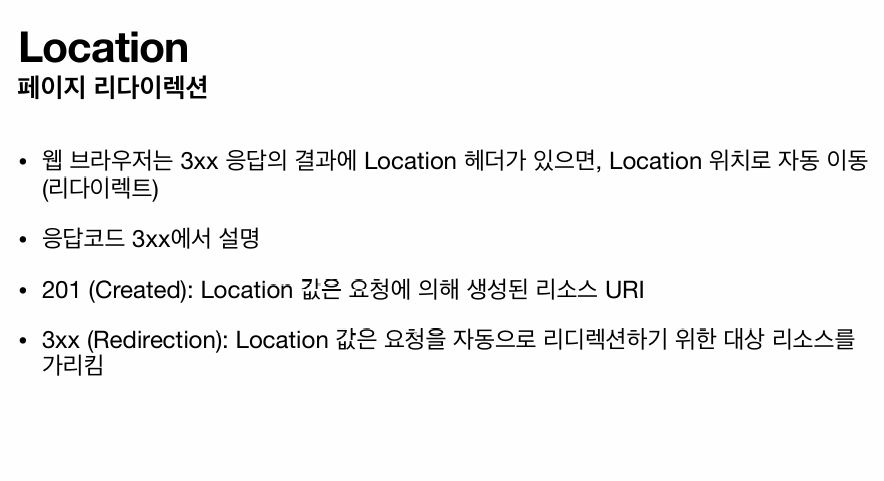 Location
페이지 리다이렉션
• 웹 브라우저는 3xx 응답의 결과에 Location 헤더가 있으면, Location 위치로 자동 이동
(리다이렉트)
• 응답코드 3xx에서 설명
• 201 (Created): Location 값은 요청에 의해 생성된 리소스 URI
• 3xx (Redirection): Location 값은 요청을 자동으로 리디렉션하기 위한 대상 리소스를
가리킴